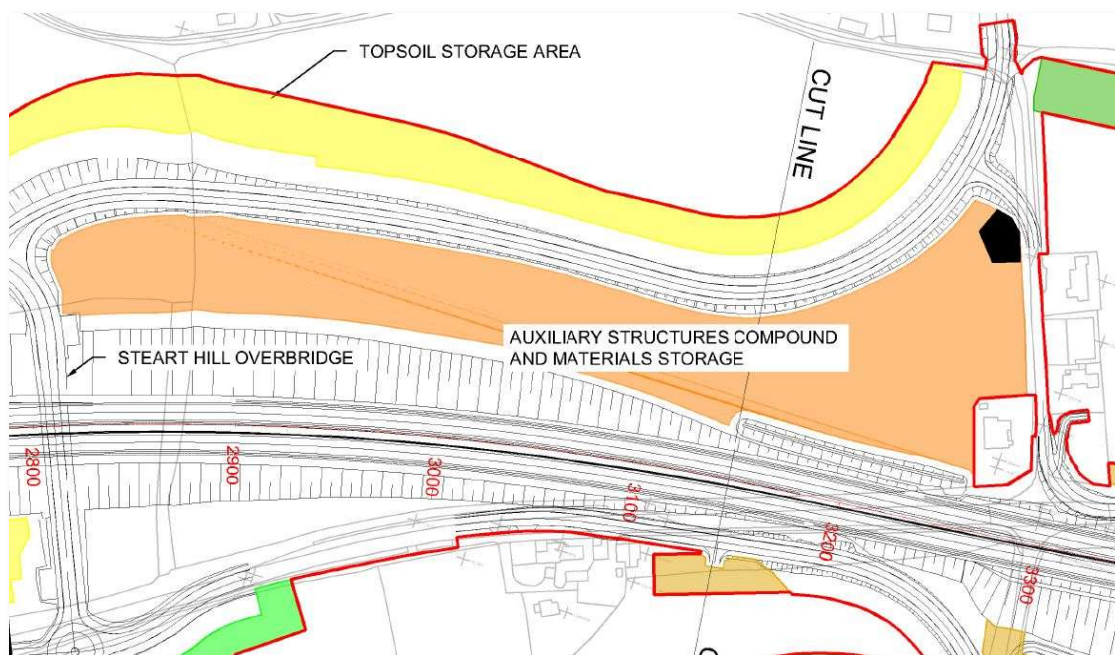 TOPSOIL STORAGE AREA
CUT LINE
AUXILIARY STRUCTURES COMPOUND
AND MATERIALS STORAGE
STEART HILL OVERBRIDGE
2800
2900
3000
3100
3200
3300
C